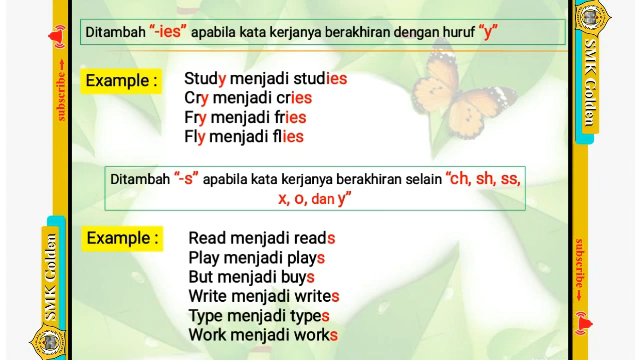 Ditambah “-ies” apabila kata kerjanya berakhiran dengan huruf “y”
Example :
Study menjadi studies
Cry menjadi cries
Fry menjadi fries
Fly menjadi flies
Ditambah “-s” apabila kata kerjanya berakhiran selain “ch, sh, ss,
x, o, dan y”
Example :
Read menjadi reads
Play menjadi plays
But menjadi buys
Write menjadi writes
Type menjadi types
Work menjadi works
subscribe
SMK Golden
SMK Golden
subscribe